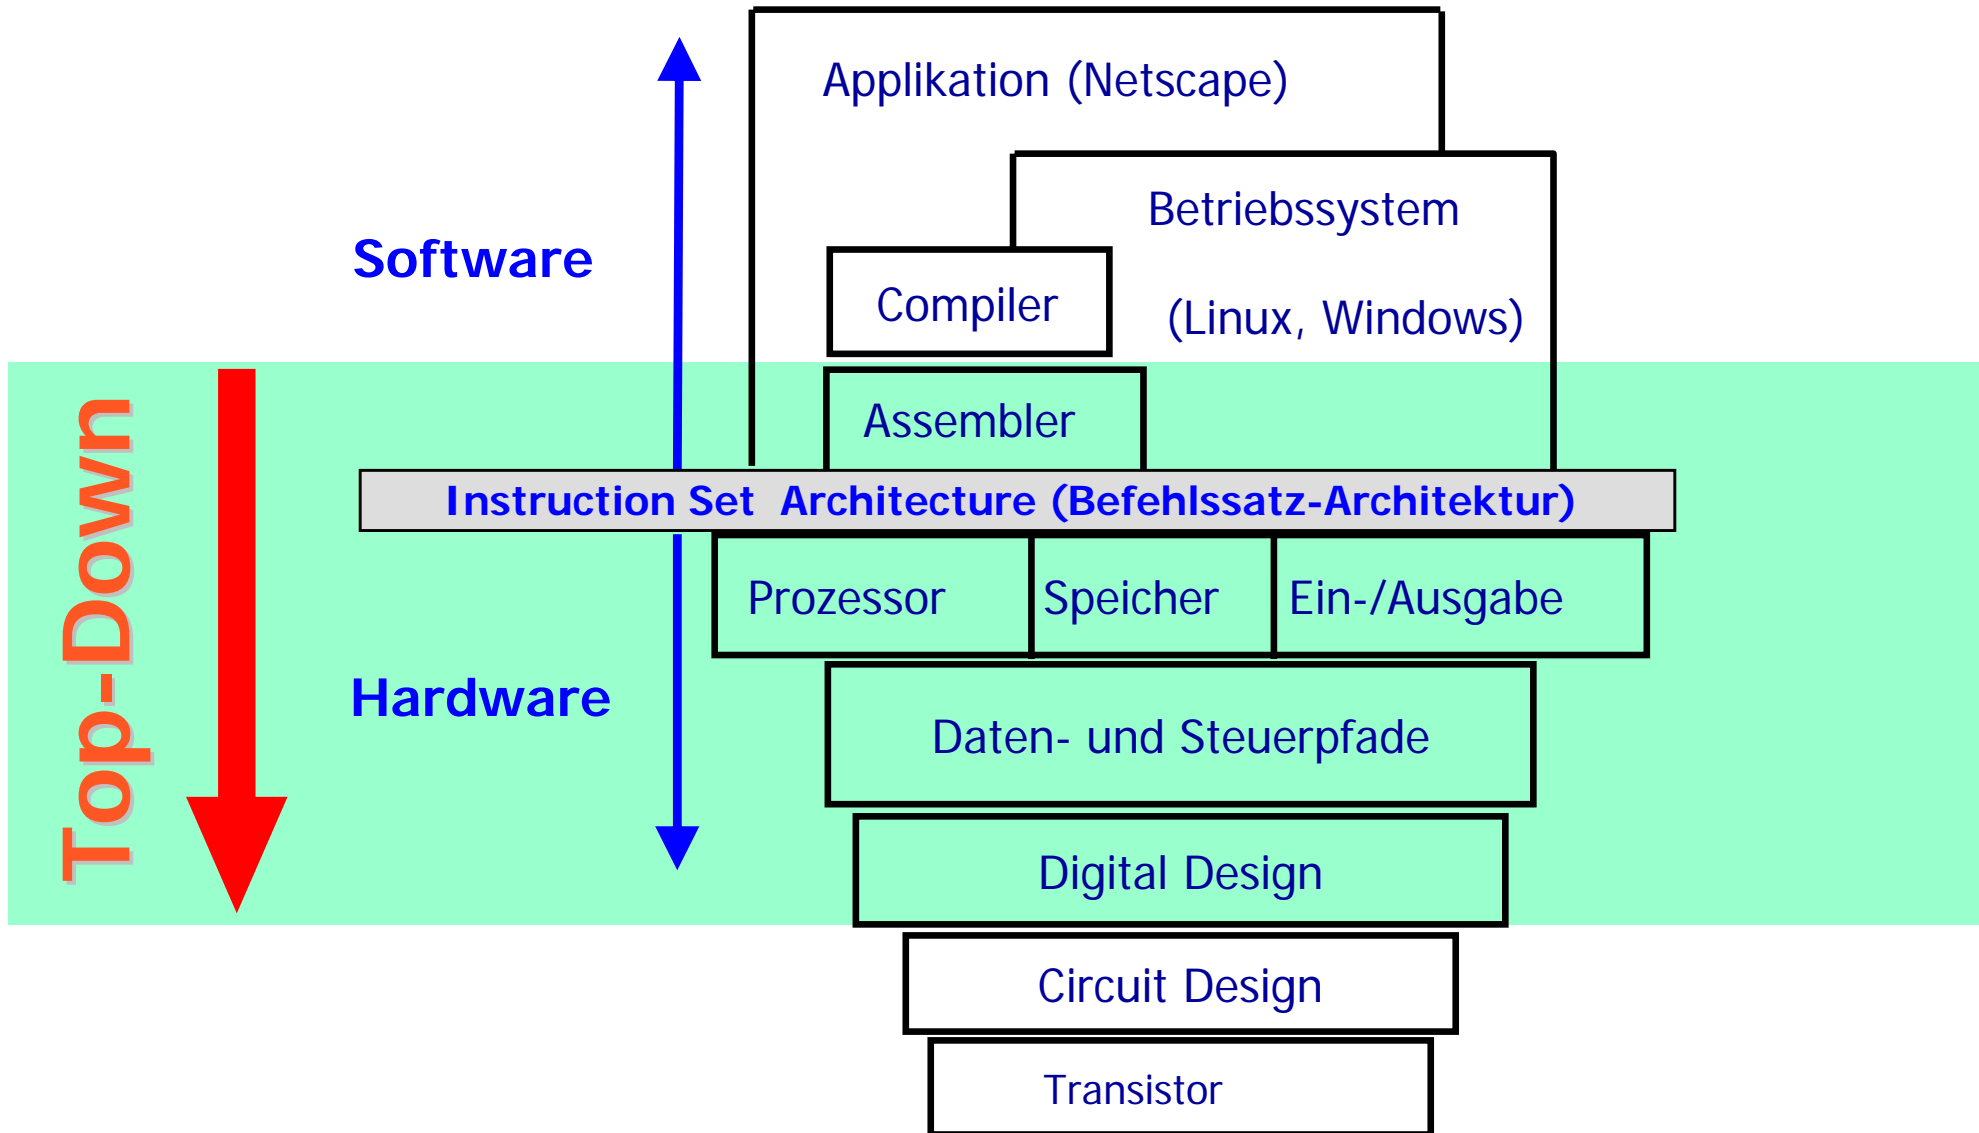 Applikation (Netscape)
Betriebssystem
Software
Compiler
(Linux, Windows)
Top-Down
Assembler
Instruction Set Architecture (Befehlssatz-Architektur)
Prozessor
Speicher
Ein-/Ausgabe
Hardware
Daten- und Steuerpfade
Digital Design
Circuit Design
Transistor